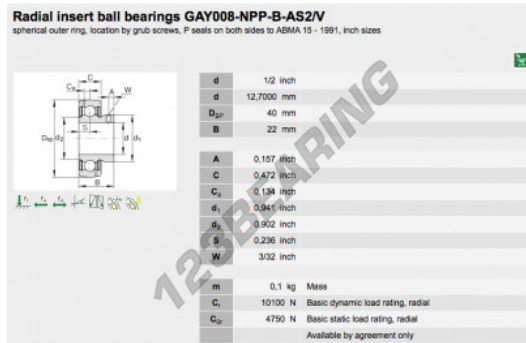 Radial insert ball bearings GAY008-NPP-B-AS2/V
spherical outer ring, location by grub screws, P seals on both sides to ABMA 15 - 1991, inch sizes
C
Ca A W
S
Dsp d2 d d1
B
d 1/2 inch
d 12,7000 mm
DSP 40 mm
B 22 mm
A 0,157 inch
C 0,472 inch
Ca 0,134 inch
d1 0,941 inch
d2 0,902 inch
S 0,236 inch
W 3/32 inch
m 0,1 kg Mass
Cr 10100 N Basic dynamic load rating, radial
C0r 4750 N Basic static load rating, radial
Available by agreement only
123BEARING